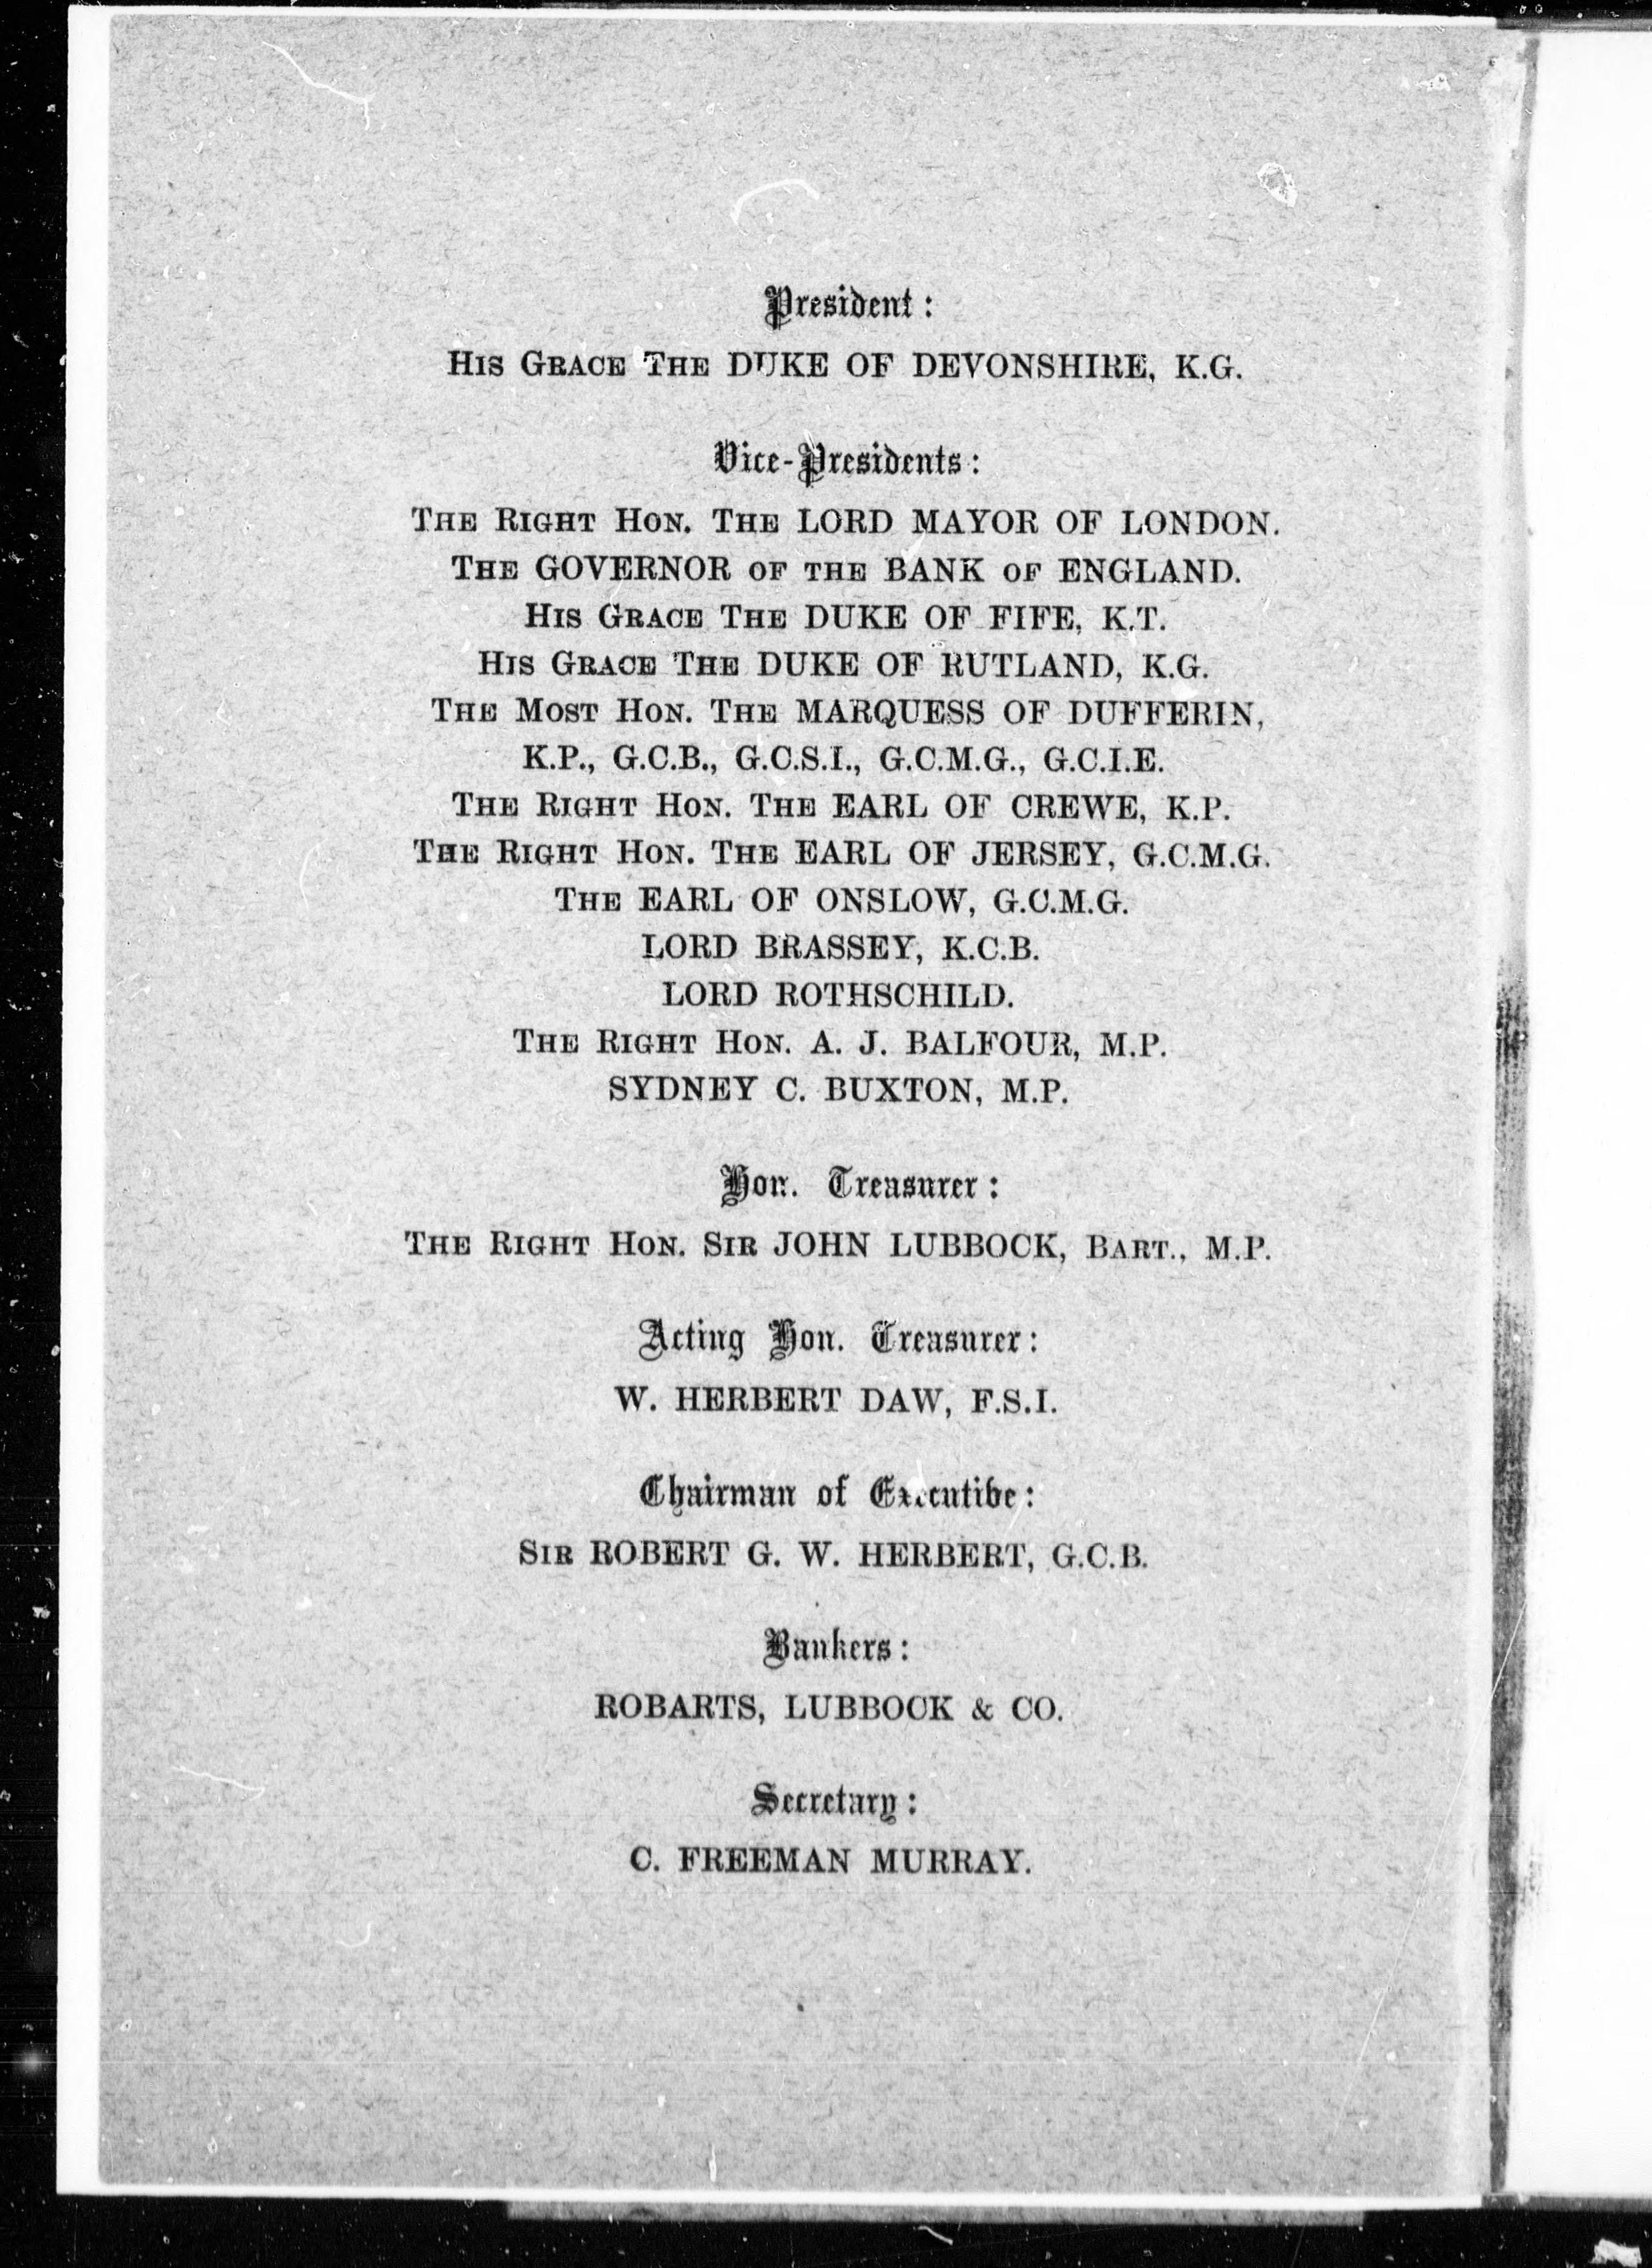 President:
HIS GRACE THE DUKE OF DEVONSHIRE, K.G.
Vice-Presidents:
THE RIGHT HON. THE LORD MAYOR OF LONDON.
THE GOVERNOR OF THE BANK OF ENGLAND.
HIS GRACE THE DUKE OF FIFE, K.T.
HIS GRACE THE DUKE OF RUTLAND, K.G.
THE MOST HON. THE MARQUESS OF DUFFERIN,
K.P., G.C.B., G.C.S.I., G.C.M.G., G.C.I.E.
THE RIGHT HON. THE EARL OF CREWE, K.P.
THE RIGHT HON. THE EARL OF JERSEY, G.C.M.G.
THE EARL OF ONSLOW, G.C.M.G.
LORD BRASSEY, K.C.B.
LORD ROTHSCHILD.
THE RIGHT HON. A. J. BALFOUR, M.P.
SYDNEY C. BUXTON, M.P.
Hon. Treasurer:
THE RIGHT HON. SIR JOHN LUBBOCK, BART., M.P.
Acting Hon. Treasurer:
W. HERBERT DAW, F.S.I.
Chairman of Executive:
SIR ROBERT G. W. HERBERT, G.C.B.
Bankers:
ROBARTS, LUBBOCK & CO.
Secretary:
C. FREEMAN MURRAY.